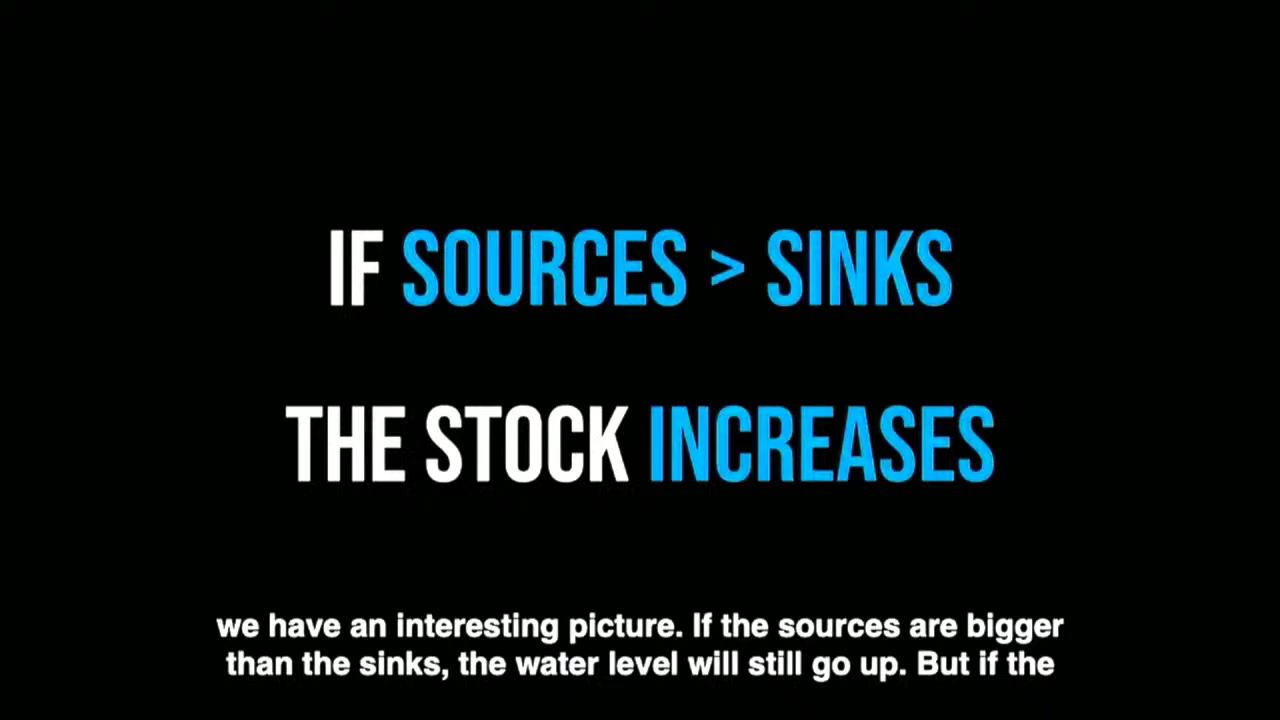 IF SOURCES > SINKS
THE STOCK INCREASES
we have an interesting picture. If the sources are bigger
than the sinks, the water level will still go up. But if the